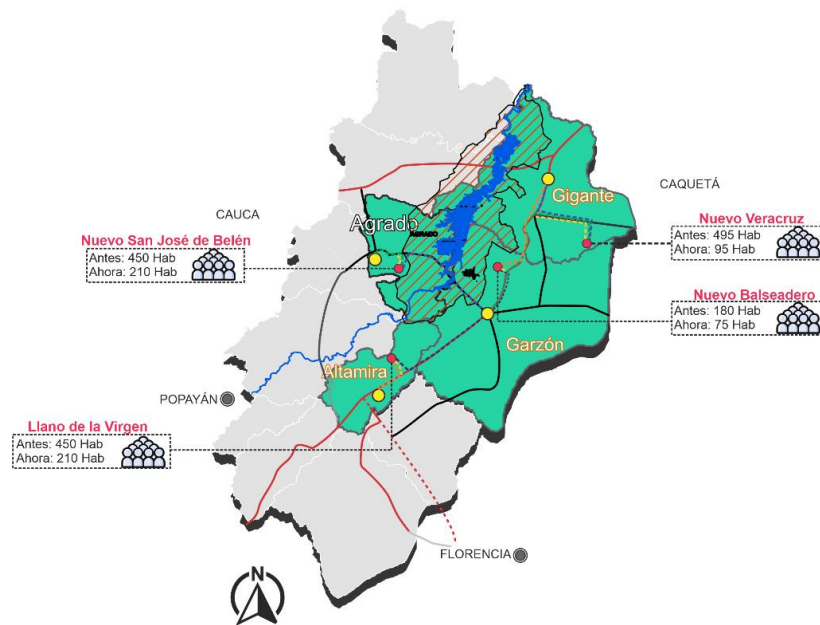 Gigante
CAQUETÁ
CAUCA
Agrado
AGRADO
Nuevo San José de Belén
Antes: 450 Hab
Ahora: 210 Hab
Nuevo Veracruz
Antes: 495 Hab
Ahora: 95 Hab
Nuevo Balseadero
Antes: 180 Hab
Ahora: 75 Hab
Garzón
Altamira
POPAYÁN
Llano de la Virgen
Antes: 450 Hab
Ahora: 210 Hab
FLORENCIA
N